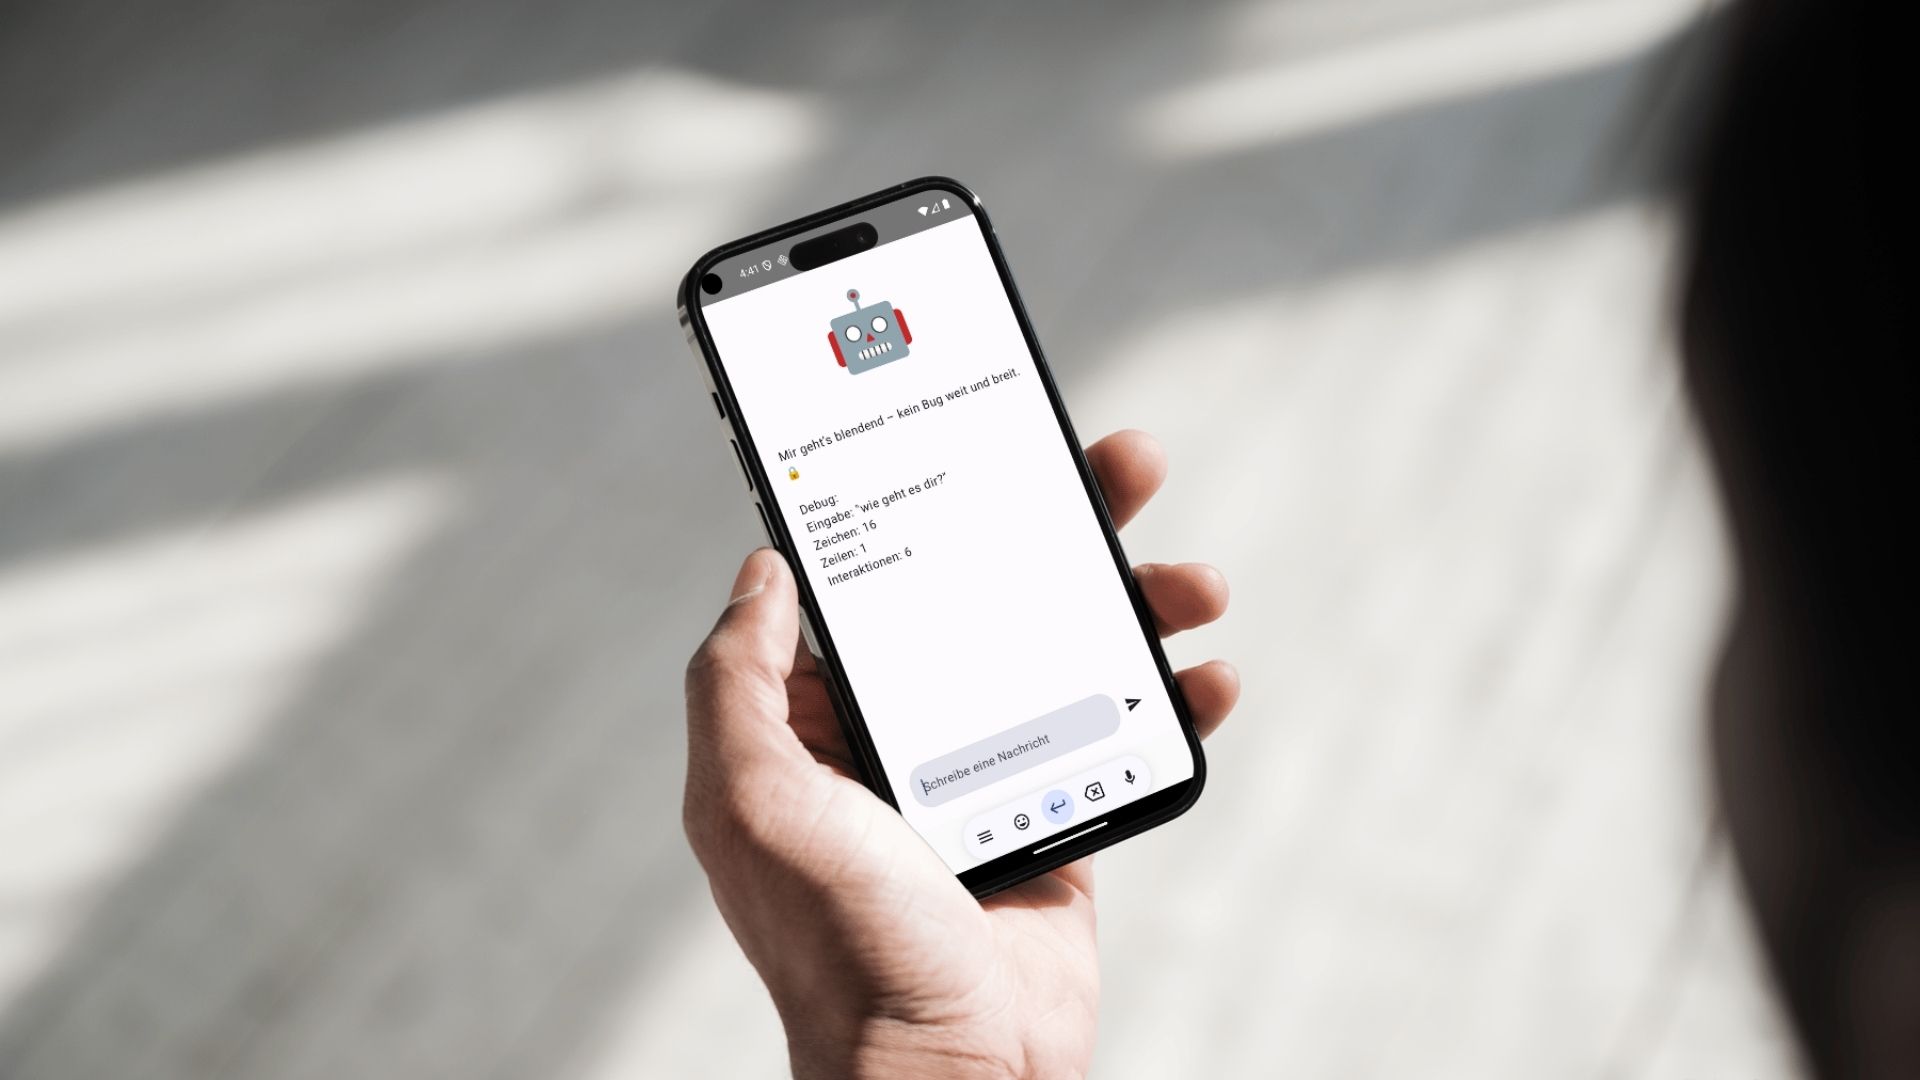 4:41
Mir geht's blendend – kein Bug weit und breit.
🔒
Debug:
Eingabe: "wie geht es dir?"
Zeichen: 16
Zeilen: 1
Interaktionen: 6
Schreibe eine Nachricht